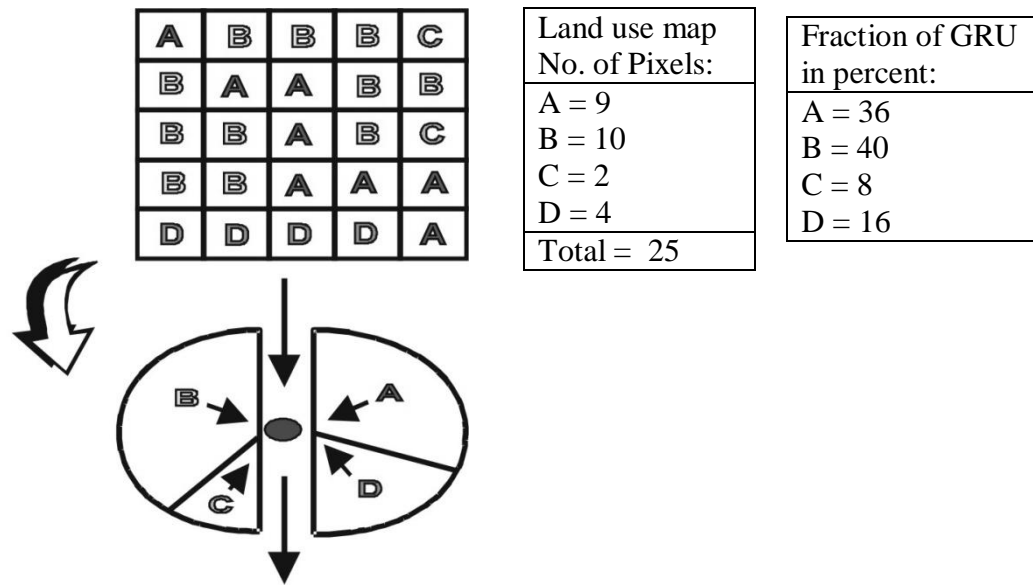 A B B B C
B A A B B
B B A B C
B B A A A
D D D D A
Land use map
No. of Pixels:
A = 9
B = 10
C = 2
D = 4
Total = 25
Fraction of GRU
in percent:
A = 36
B = 40
C = 8
D = 16
B
A
C
D